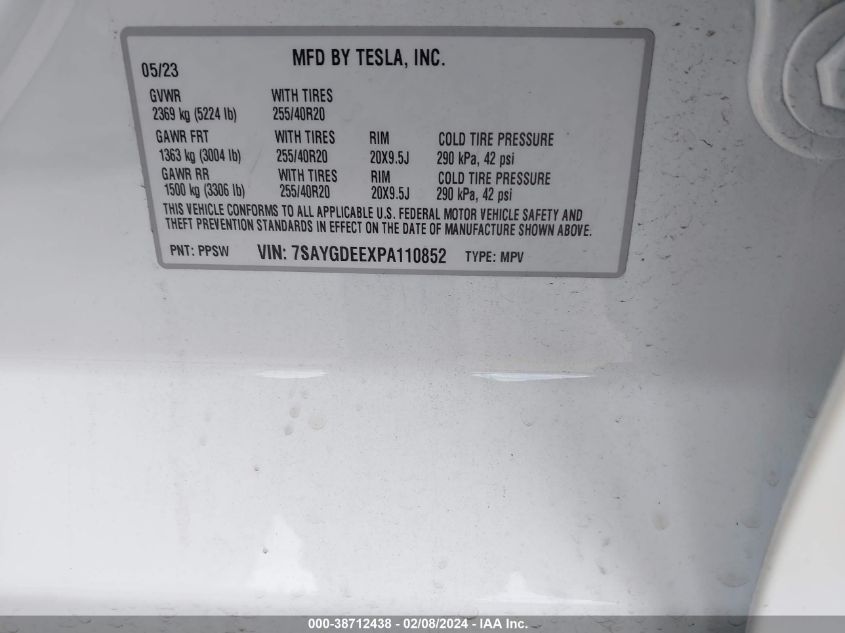 05/23 MFD BY TESLA, INC.
GVWR WITH TIRES
2369 kg (5224 lb) 255/40R20
GAWR FRT WITH TIRES RIM COLD TIRE PRESSURE
1363 kg (3004 lb) 255/40R20 20X9.5J 290 kPa, 42 psi
GAWR RR WITH TIRES RIM COLD TIRE PRESSURE
1500 kg (3306 lb) 255/40R20 20X9.5J 290 kPa, 42 psi
THIS VEHICLE CONFORMS TO ALL APPLICABLE U.S. FEDERAL MOTOR VEHICLE SAFETY AND
THEFT PREVENTION STANDARDS IN EFFECT ON THE DATE OF MANUFACTURE SHOWN ABOVE.
PNT: PPSW VIN: 7SAYGDEEXPA110852 TYPE: MPV
000-38712438 - 02/08/2024 - IAA Inc.